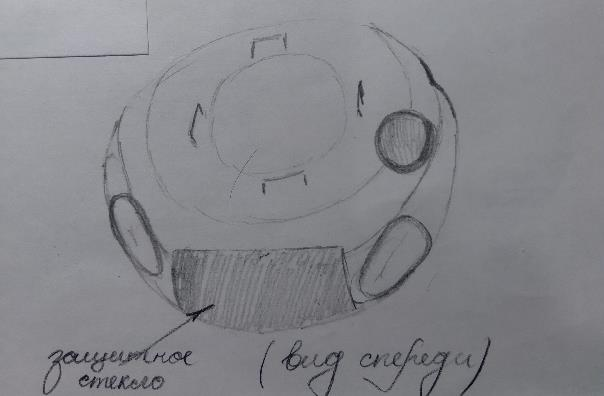 защитное
стекло
(вид спереди)